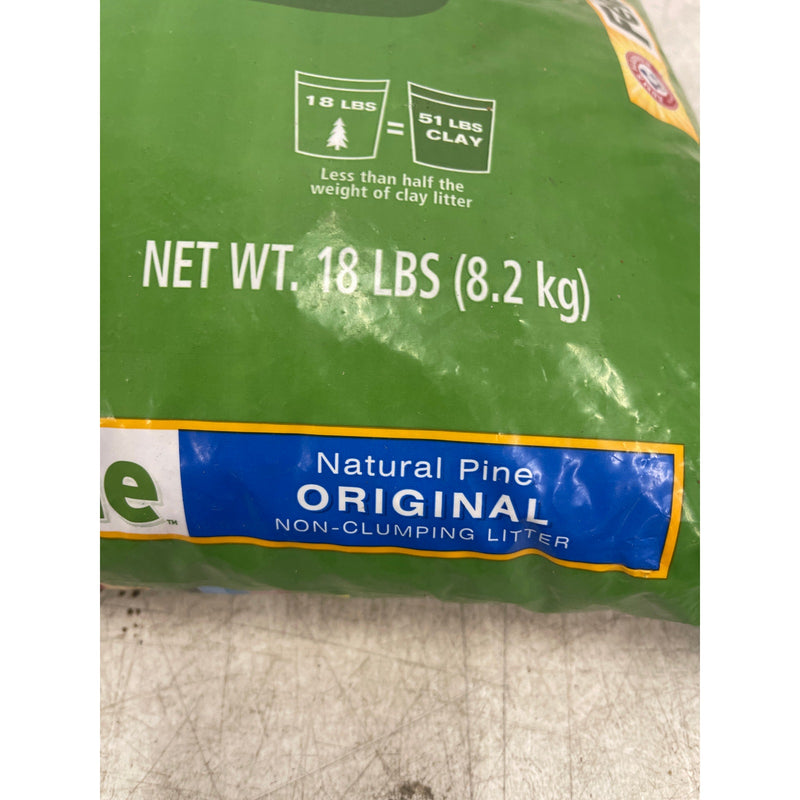 18 LBS
=
51 LBS
CLAY
Less than half the
weight of clay litter
NET WT. 18 LBS (8.2 kg)
e™
Natural Pine
ORIGINAL
NON-CLUMPING LITTER